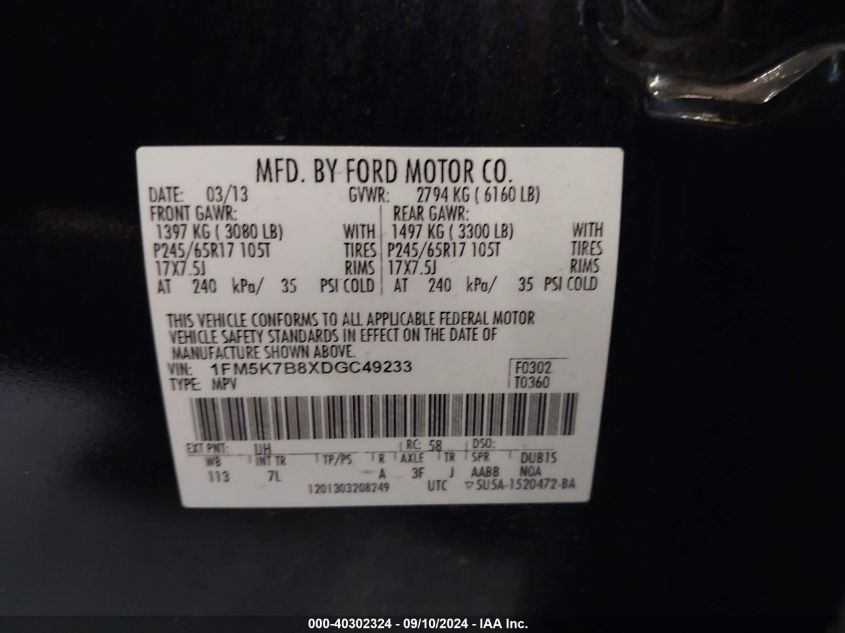 MFD. BY FORD MOTOR CO.
DATE: 03/13 GVWR: 2794 KG ( 6160 LB)
FRONT GAWR: REAR GAWR:
1397 KG ( 3080 LB) WITH 1497 KG ( 3300 LB) WITH
P245/65R17 105T TIRES P245/65R17 105T TIRES
17X7.5J RIMS 17X7.5J RIMS
AT 240 kPa/ 35 PSI COLD AT 240 kPa/ 35 PSI COLD
THIS VEHICLE CONFORMS TO ALL APPLICABLE FEDERAL MOTOR
VEHICLE SAFETY STANDARDS IN EFFECT ON THE DATE OF
MANUFACTURE SHOWN ABOVE.
VIN: 1FM5K7B8XDGC49233 F0302
TYPE: MPV T0360
EXT PNT: UH RC: 58 DSO:
WB INT TR TP/PS R AXLE TR SPR DUB1S
113 7L A 3F J AABB NOA
1201303208249 UTC ▽5U5A-1520472-BA
000-40302324 - 09/10/2024 - IAA Inc.